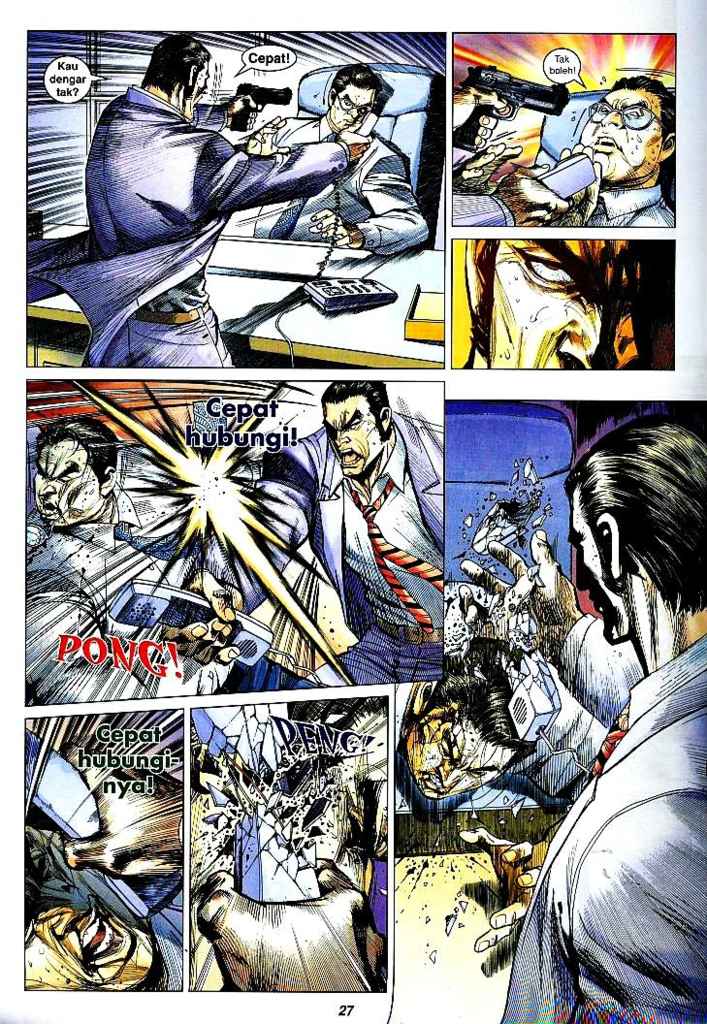 Kau
dengar
tak?
Cepat!
Tak
boleh!
Cepat
hubungi!
PONG!
Cepat
hubungi-
nya!
PENG!
27